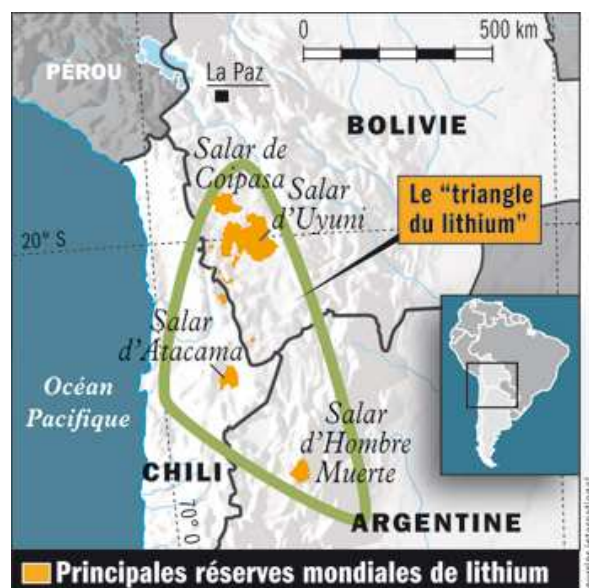 0 500 km
PÉROU
La Paz
BOLIVIE
Salar de
Coipasa
Salar
d'Uyuni
Le "triangle
du lithium"
20° S
Salar
d'Atacama
Océan
Pacifique
Salar
d'Hombre
Muerte
CHILI
70° O
ARGENTINE
Principales réserves mondiales de lithium